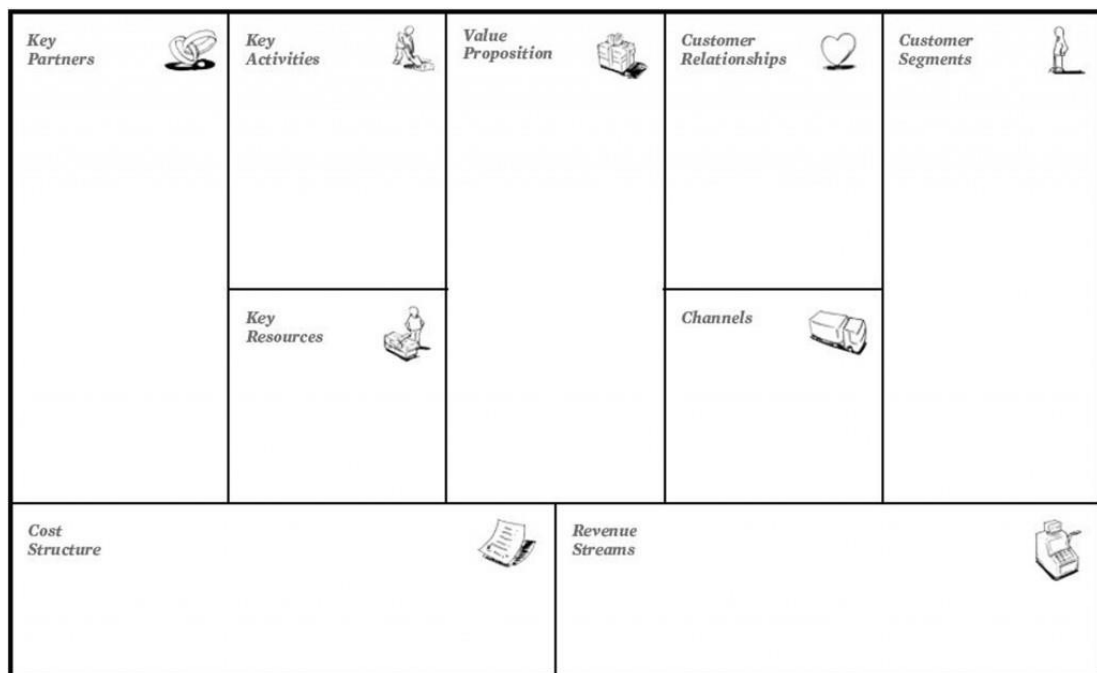 Key
Partners
Key
Activities
Value
Proposition
Customer
Relationships
Customer
Segments
Key
Resources
Channels
Cost
Structure
Revenue
Streams